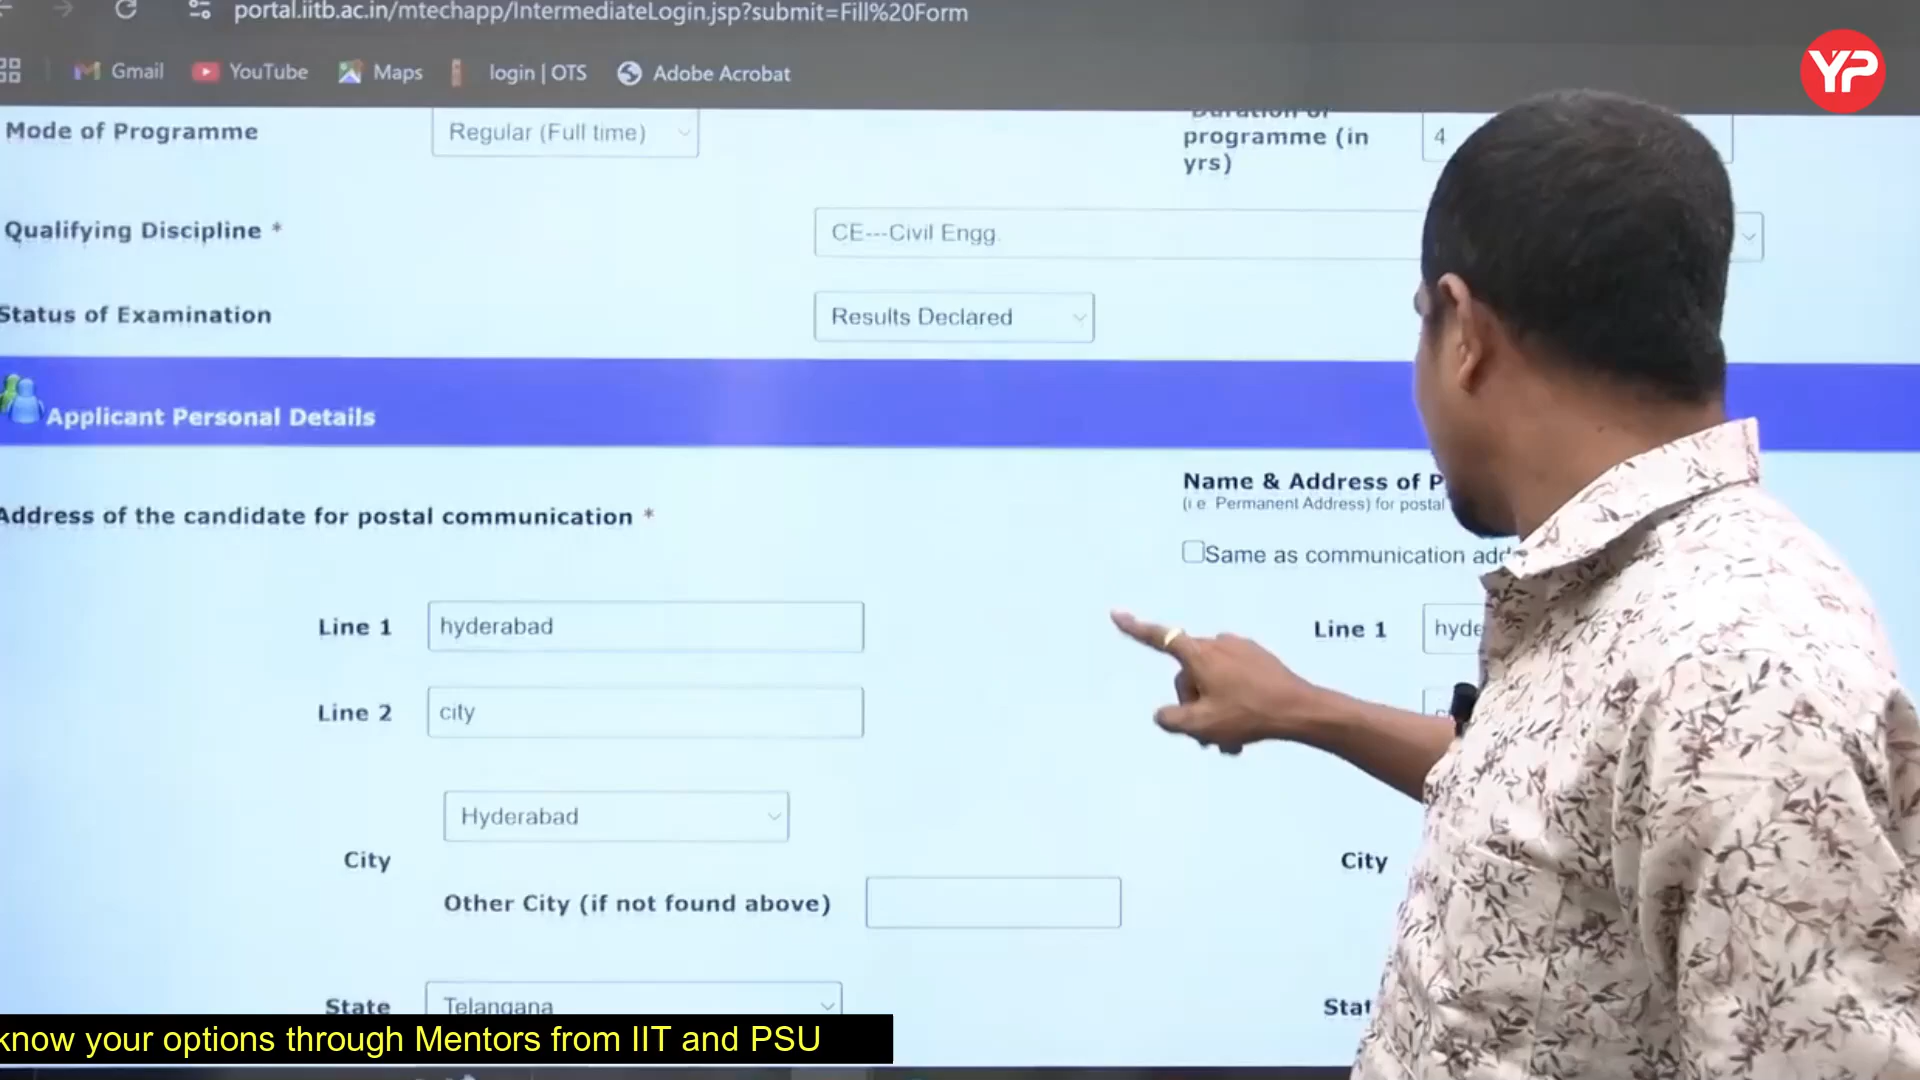 portal.iitb.ac.in/mtechapp/IntermediateLogin.jsp?submit=Fill%20Form
YP
Gmail YouTube Maps login | OTS Adobe Acrobat
Mode of Programme Regular (Full time) Duration of
programme (in
yrs) 4
Qualifying Discipline * CE---Civil Engg.
Status of Examination Results Declared
Applicant Personal Details
Address of the candidate for postal communication *
Name & Address of P
(i e Permanent Address) for postal
Same as communication add
Line 1 hyderabad
Line 1 hyde
Line 2 city
Hyderabad
City
City
Other City (if not found above)
State Telangana
Stat
know your options through Mentors from IIT and PSU